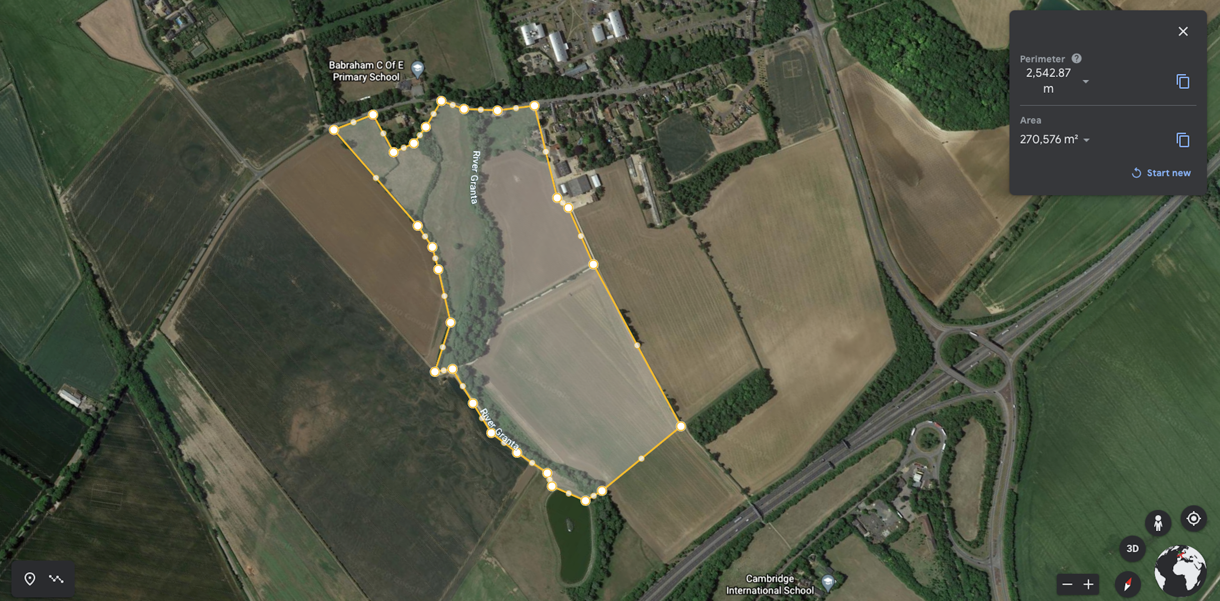 Babraham C Of E
Primary School
River Granta
River Granta
Cambridge
International School
Perimeter
2,542.87
m
Area
270,576 m²
Start new
3D